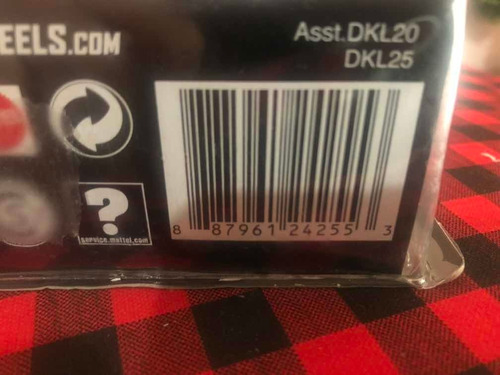 EELS.COM
Asst.DKL20
DKL25
?
service.mattel.com
8 87961 24255 3